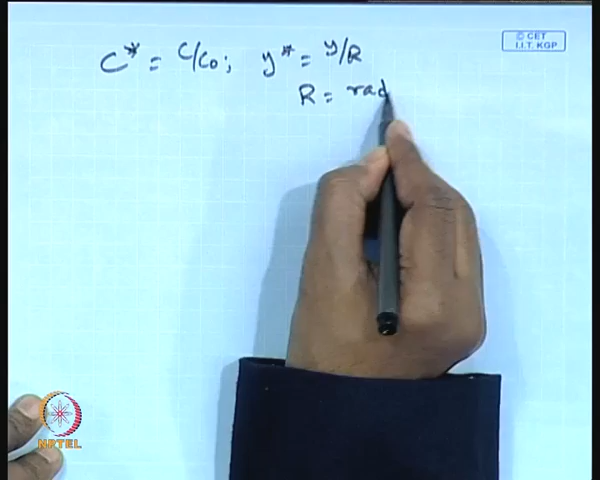 C* = C/C₀; y* = y/R
© CET
I.I.T. KGP
R = rad
NPTEL